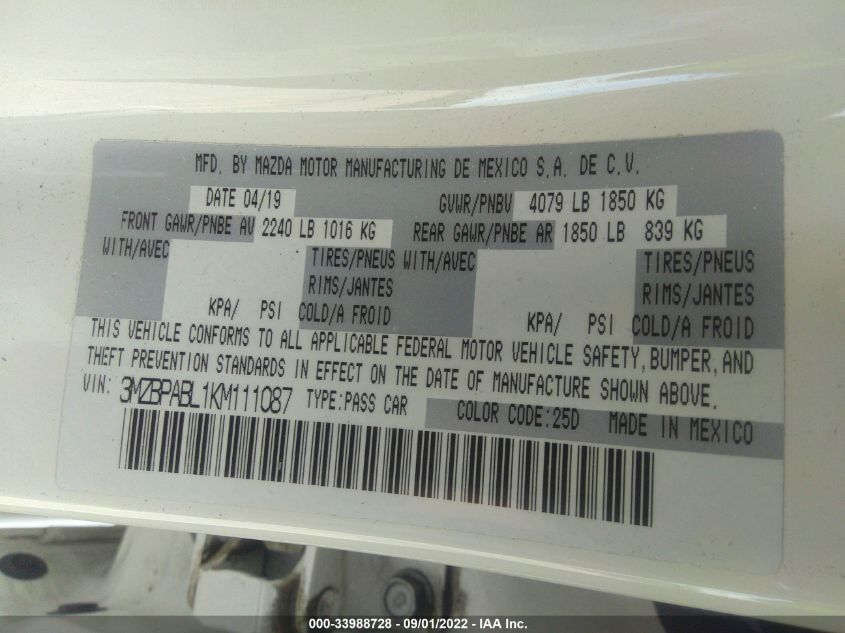 MFD. BY MAZDA MOTOR MANUFACTURING DE MEXICO S.A. DE C.V.
DATE 04/19 GVWR/PNBV 4079 LB 1850 KG
FRONT GAWR/PNBE AV 2240 LB 1016 KG REAR GAWR/PNBE AR 1850 LB 839 KG
WITH/AVEC TIRES/PNEUS WITH/AVEC TIRES/PNEUS
RIMS/JANTES RIMS/JANTES
KPA/ PSI COLD/A FROID KPA/ PSI COLD/A FROID
THIS VEHICLE CONFORMS TO ALL APPLICABLE FEDERAL MOTOR VEHICLE SAFETY, BUMPER, AND
THEFT PREVENTION STANDARDS IN EFFECT ON THE DATE OF MANUFACTURE SHOWN ABOVE.
VIN: 3MZBPABL1KM111087 TYPE:PASS CAR COLOR CODE:25D MADE IN MEXICO
000-33988728 - 09/01/2022 - IAA Inc.